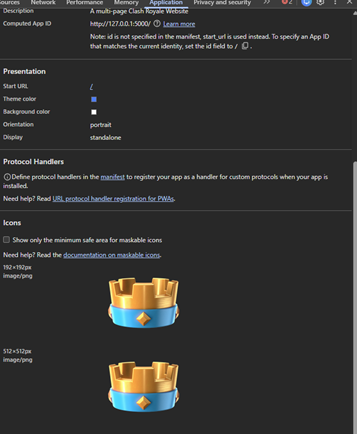 ources Network Performance Memory Application Privacy and security » 2
Description A multi-page Clash Royale Website
Computed App ID http://127.0.0.1:5000/ Learn more
Note: id is not specified in the manifest, start_url is used instead. To specify an App ID
that matches the current identity, set the id field to / .
Presentation
Start URL /
Theme color
Background color
Orientation portrait
Display standalone
Protocol Handlers
Define protocol handlers in the manifest to register your app as a handler for custom protocols when your app is
installed.
Need help? Read URL protocol handler registration for PWAs.
Icons
Show only the minimum safe area for maskable icons
Need help? Read the documentation on maskable icons.
192×192px
image/png
512×512px
image/png